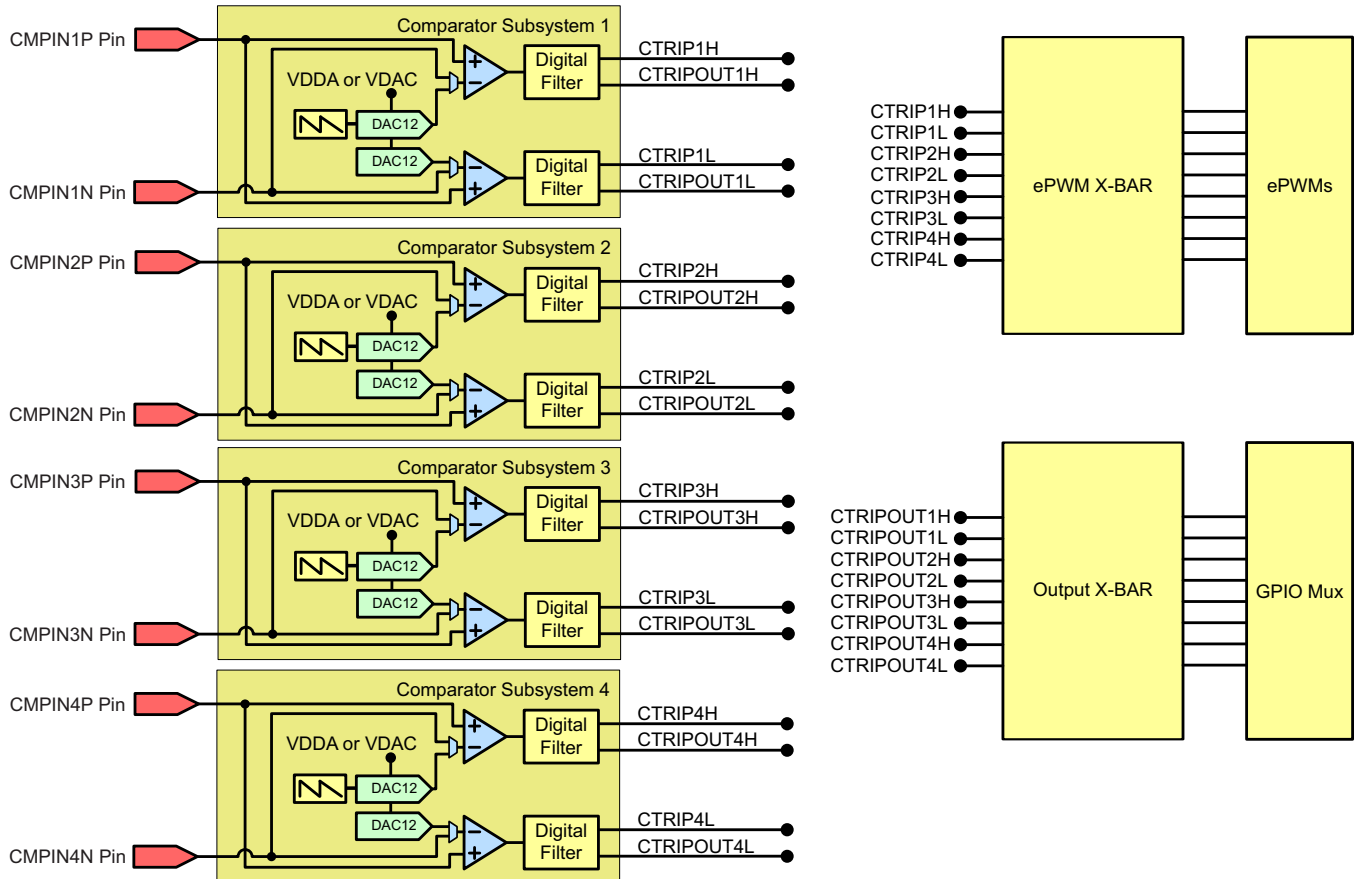 Comparator Subsystem 1
CMPIN1P Pin
VDDA or VDAC
DAC12
DAC12
Digital
Filter
CTRIP1H
CTRIPOUT1H
Digital
Filter
CTRIP1L
CTRIPOUT1L
CMPIN1N Pin
Comparator Subsystem 2
CMPIN2P Pin
VDDA or VDAC
DAC12
DAC12
Digital
Filter
CTRIP2H
CTRIPOUT2H
Digital
Filter
CTRIP2L
CTRIPOUT2L
CMPIN2N Pin
Comparator Subsystem 3
CMPIN3P Pin
VDDA or VDAC
DAC12
DAC12
Digital
Filter
CTRIP3H
CTRIPOUT3H
Digital
Filter
CTRIP3L
CTRIPOUT3L
CMPIN3N Pin
Comparator Subsystem 4
CMPIN4P Pin
VDDA or VDAC
DAC12
DAC12
Digital
Filter
CTRIP4H
CTRIPOUT4H
Digital
Filter
CTRIP4L
CTRIPOUT4L
CMPIN4N Pin
CTRIP1H
CTRIP1L
CTRIP2H
CTRIP2L
CTRIP3H
CTRIP3L
CTRIP4H
CTRIP4L
ePWM X-BAR
ePWMs
CTRIPOUT1H
CTRIPOUT1L
CTRIPOUT2H
CTRIPOUT2L
CTRIPOUT3H
CTRIPOUT3L
CTRIPOUT4H
CTRIPOUT4L
Output X-BAR
GPIO Mux